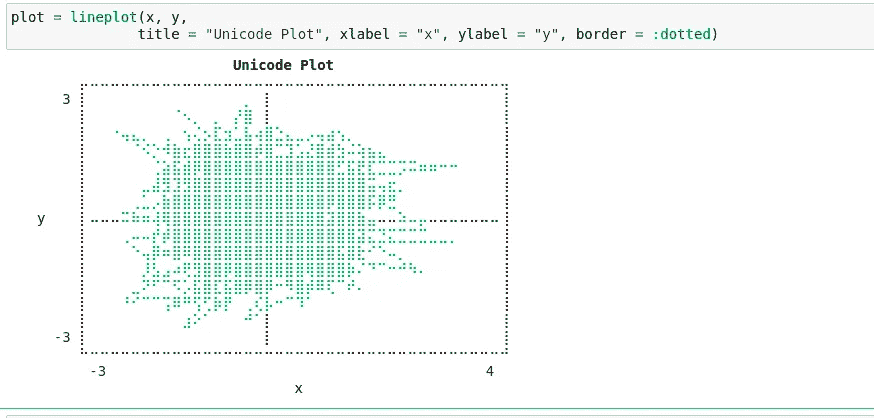 plot = lineplot(x, y,
title = "Unicode Plot", xlabel = "x", ylabel = "y", border = :dotted)
Unicode Plot
3
y
-3
-3 4
x